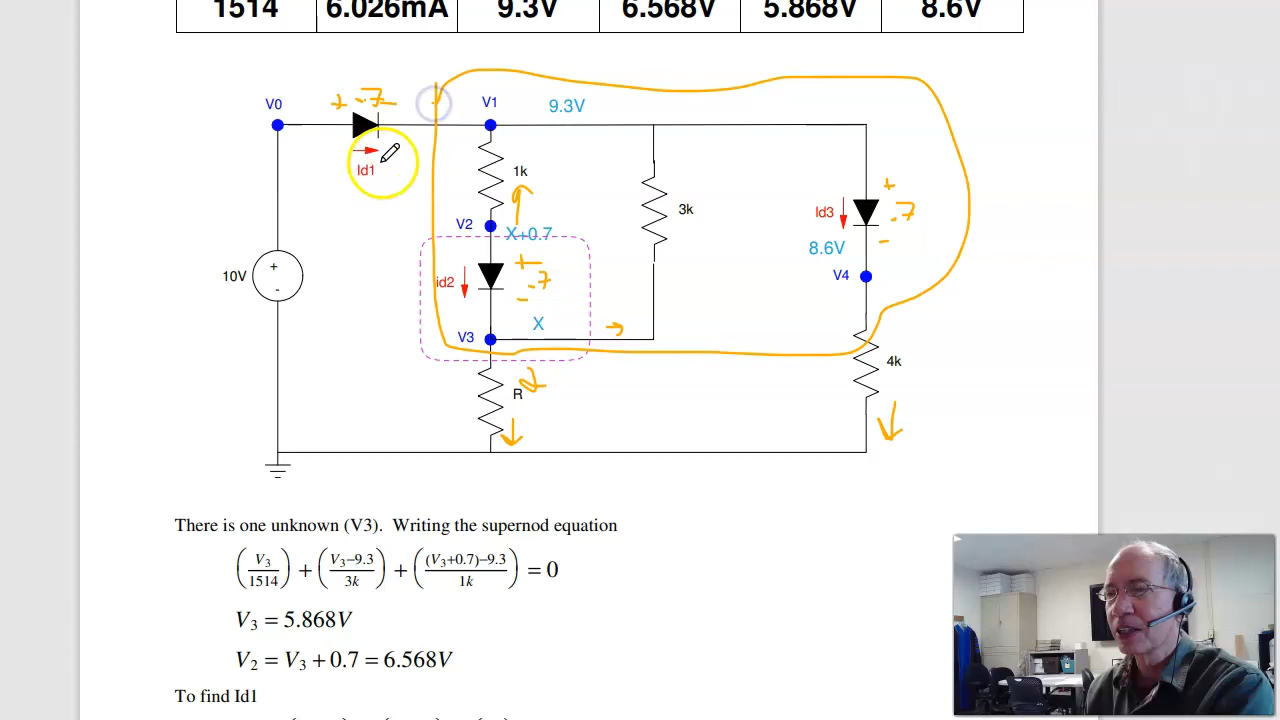 1514 6.026mA 9.3V 6.568V 5.868V 8.6V
+ .7 -
V0 V1 9.3V
Id1
1k
3k
Id3 + .7 -
V2 X+0.7
8.6V
V4
10V + -
id2 + .7 -
V3 X
R
4k
There is one unknown (V3). Writing the supernod equation
(V3/1514) + (V3−9.3/3k) + ((V3+0.7)−9.3/1k) = 0
V3 = 5.868V
V2 = V3 + 0.7 = 6.568V
To find Id1